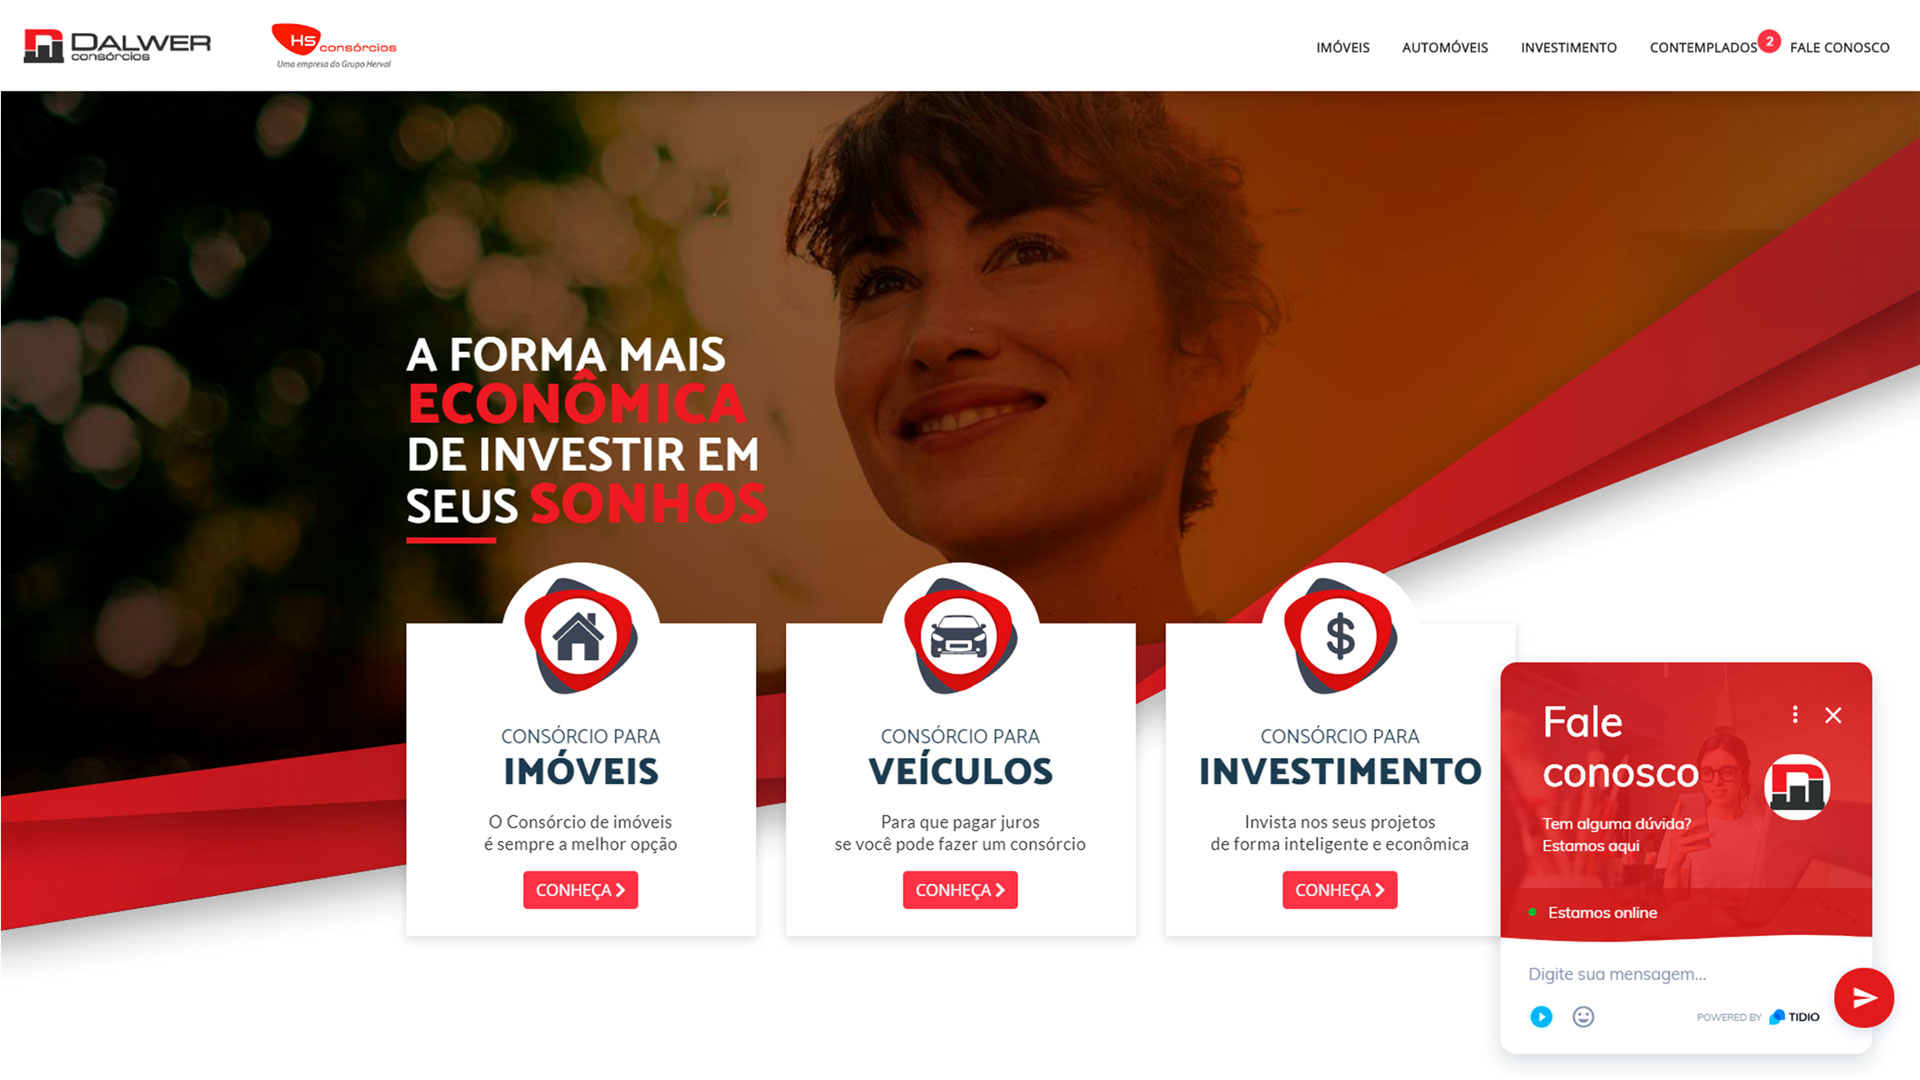 DALWER
consórcios
HS consórcios
Uma empresa do Grupo Herval
IMÓVEIS
AUTOMÓVEIS
INVESTIMENTO
CONTEMPLADOS 2
FALE CONOSCO
A FORMA MAIS
ECONÔMICA
DE INVESTIR EM
SEUS SONHOS
CONSÓRCIO PARA
IMÓVEIS
O Consórcio de imóveis
é sempre a melhor opção
CONHEÇA
CONSÓRCIO PARA
VEÍCULOS
Para que pagar juros
se você pode fazer um consórcio
CONHEÇA
$
CONSÓRCIO PARA
INVESTIMENTO
Invista nos seus projetos
de forma inteligente e econômica
CONHEÇA
Fale
conosco
Tem alguma dúvida?
Estamos aqui
Estamos online
Digite sua mensagem...
POWERED BY TIDIO